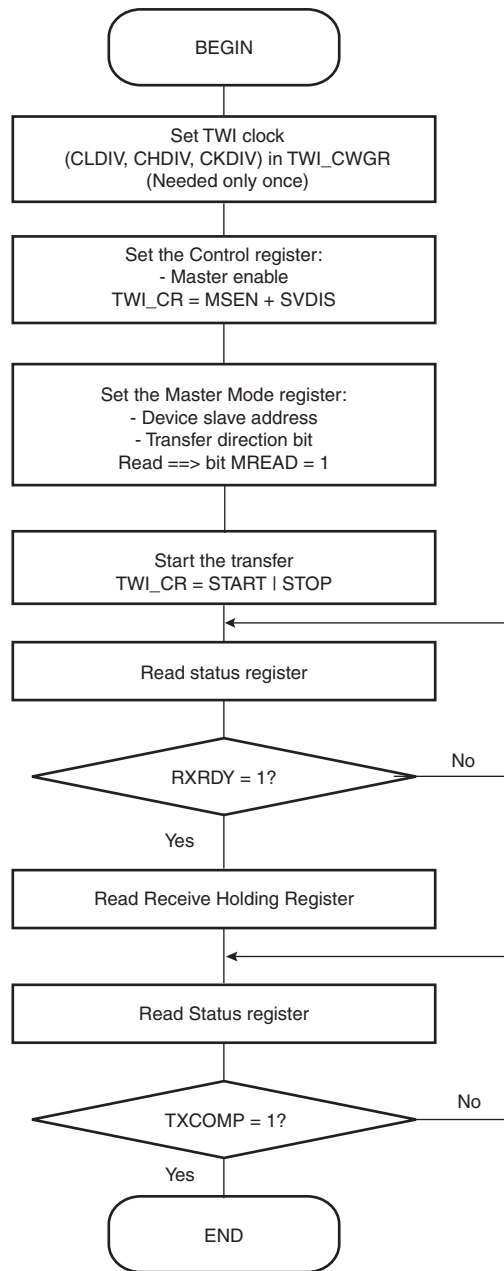 BEGIN
Set TWI clock
(CLDIV, CHDIV, CKDIV) in TWI_CWGR
(Needed only once)
Set the Control register:
- Master enable
TWI_CR = MSEN + SVDIS
Set the Master Mode register:
- Device slave address
- Transfer direction bit
Read ==> bit MREAD = 1
Start the transfer
TWI_CR = START | STOP
Read status register
RXRDY = 1?
No
Yes
Read Receive Holding Register
Read Status register
TXCOMP = 1?
No
Yes
END